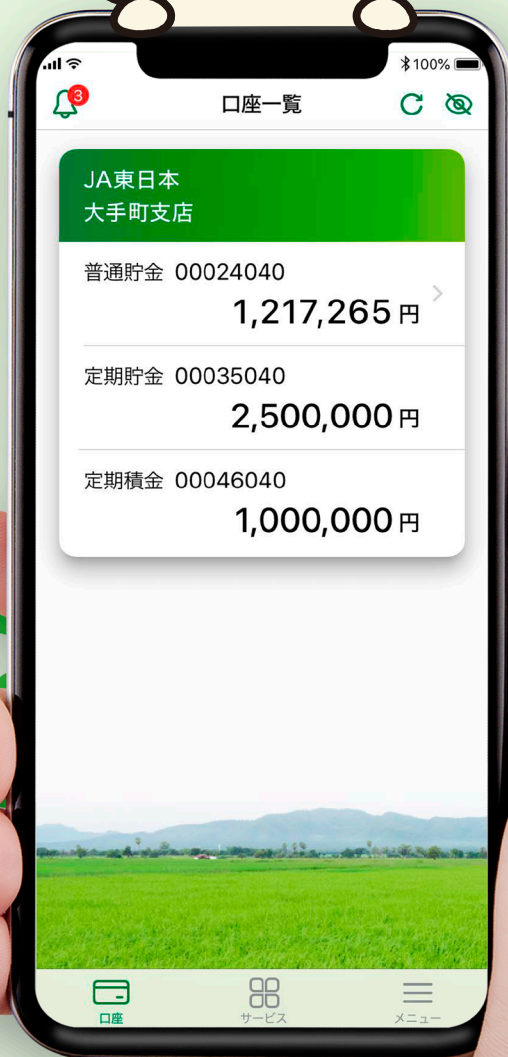 100%
3
口座一覧
JA東日本
大手町支店
普通貯金 00024040
1,217,265 円
定期貯金 00035040
2,500,000 円
定期積金 00046040
1,000,000 円
口座 サービス メニュー